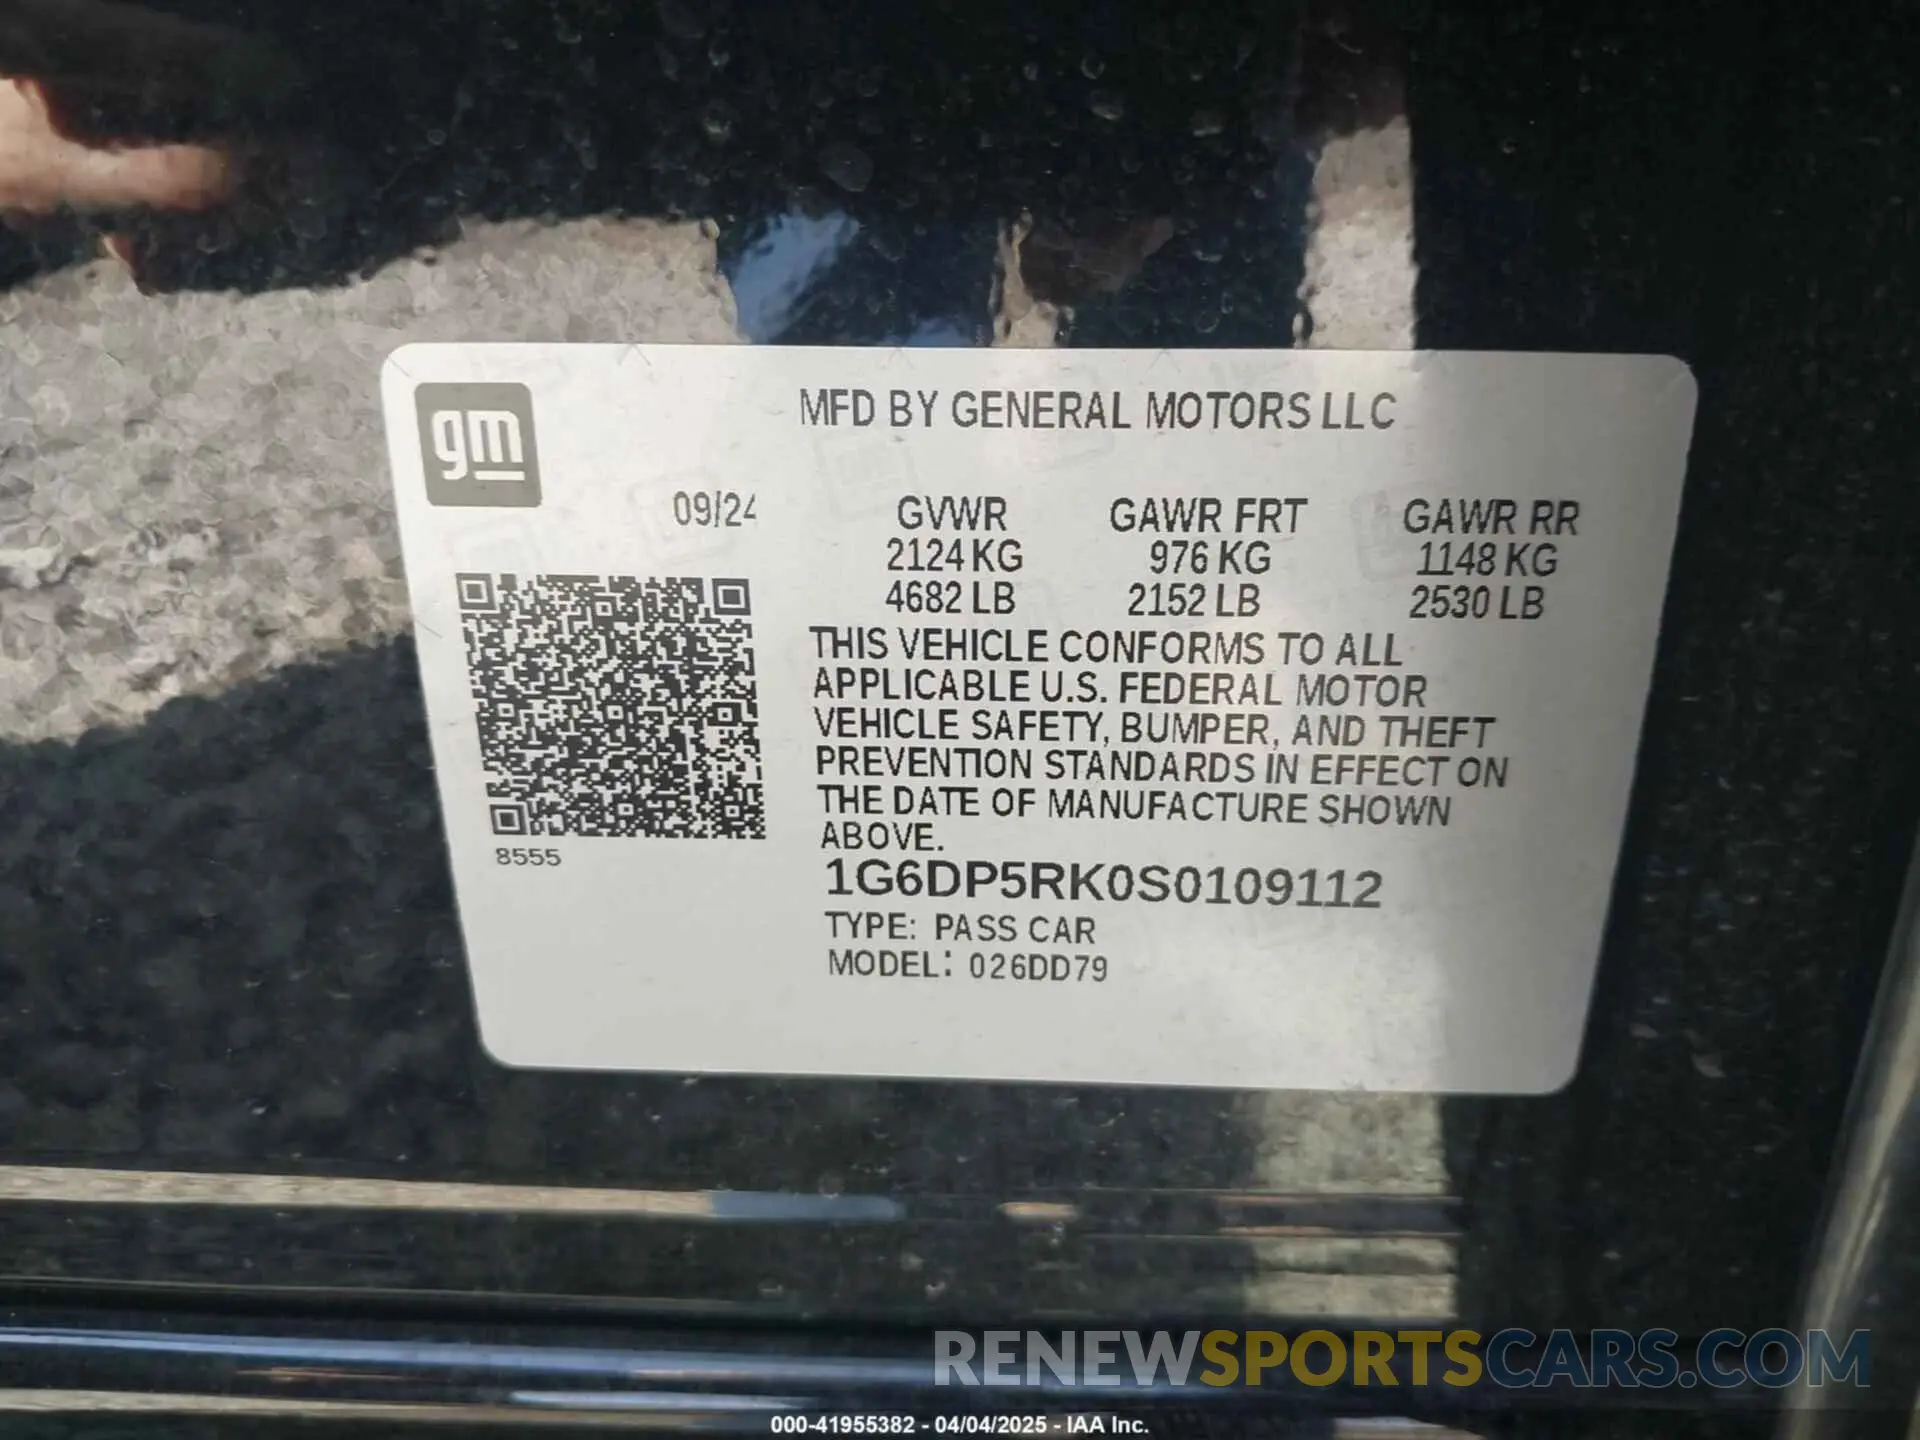 gm
MFD BY GENERAL MOTORS LLC
09/24
GVWR GAWR FRT GAWR RR
2124 KG 976 KG 1148 KG
4682 LB 2152 LB 2530 LB
THIS VEHICLE CONFORMS TO ALL
APPLICABLE U.S. FEDERAL MOTOR
VEHICLE SAFETY, BUMPER, AND THEFT
PREVENTION STANDARDS IN EFFECT ON
THE DATE OF MANUFACTURE SHOWN
ABOVE.
8555
1G6DP5RK0S0109112
TYPE: PASS CAR
MODEL: 026DD79
RENEWSPORTSCARS.COM
000-41955382 - 04/04/2025 - IAA Inc.